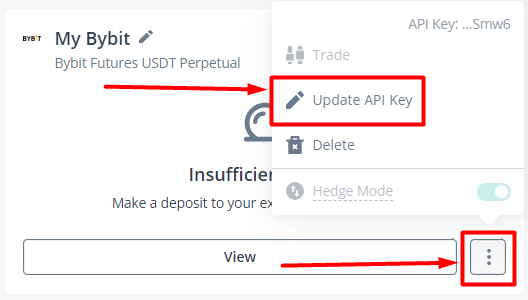 BYBIT
My Bybit
Bybit Futures USDT Perpetual
Make a deposit to your ex
View
API Key: ...Smw6
Trade
Update API Key
Delete
Hedge Mode